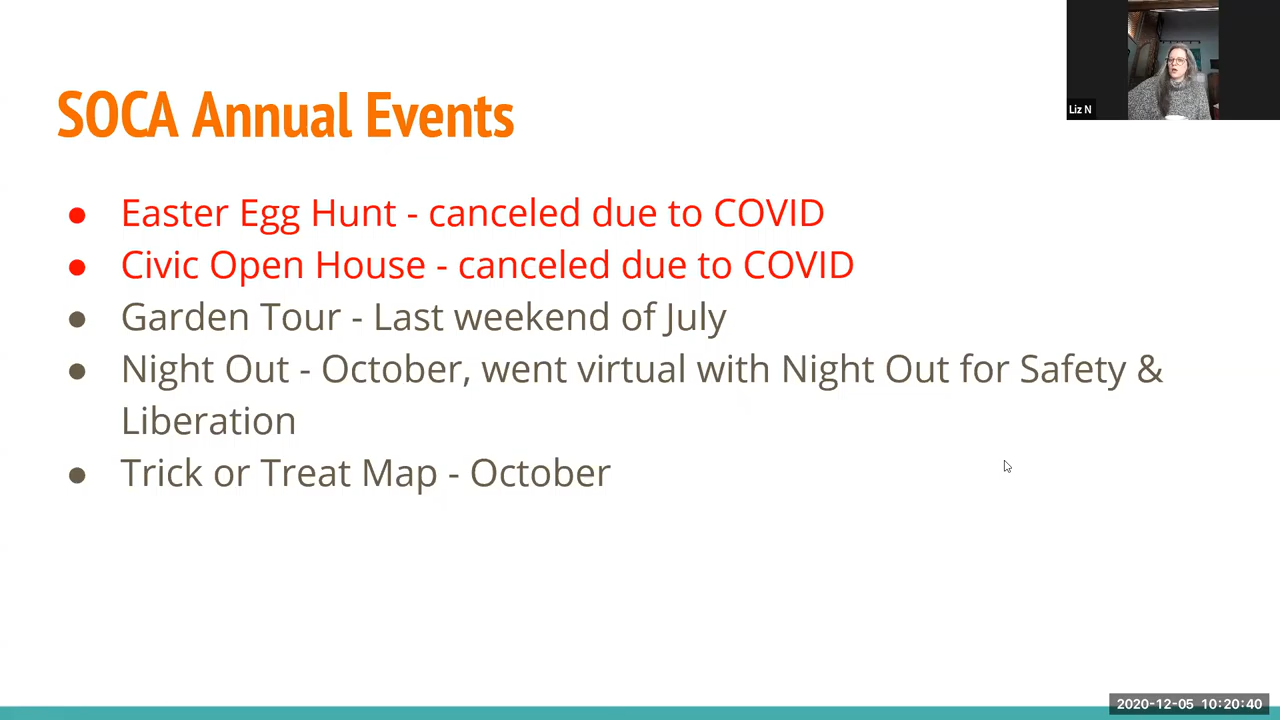 SOCA Annual Events
Liz N
● Easter Egg Hunt - canceled due to COVID
● Civic Open House - canceled due to COVID
● Garden Tour - Last weekend of July
● Night Out - October, went virtual with Night Out for Safety &
Liberation
● Trick or Treat Map - October
2020-12-05 10:20:40